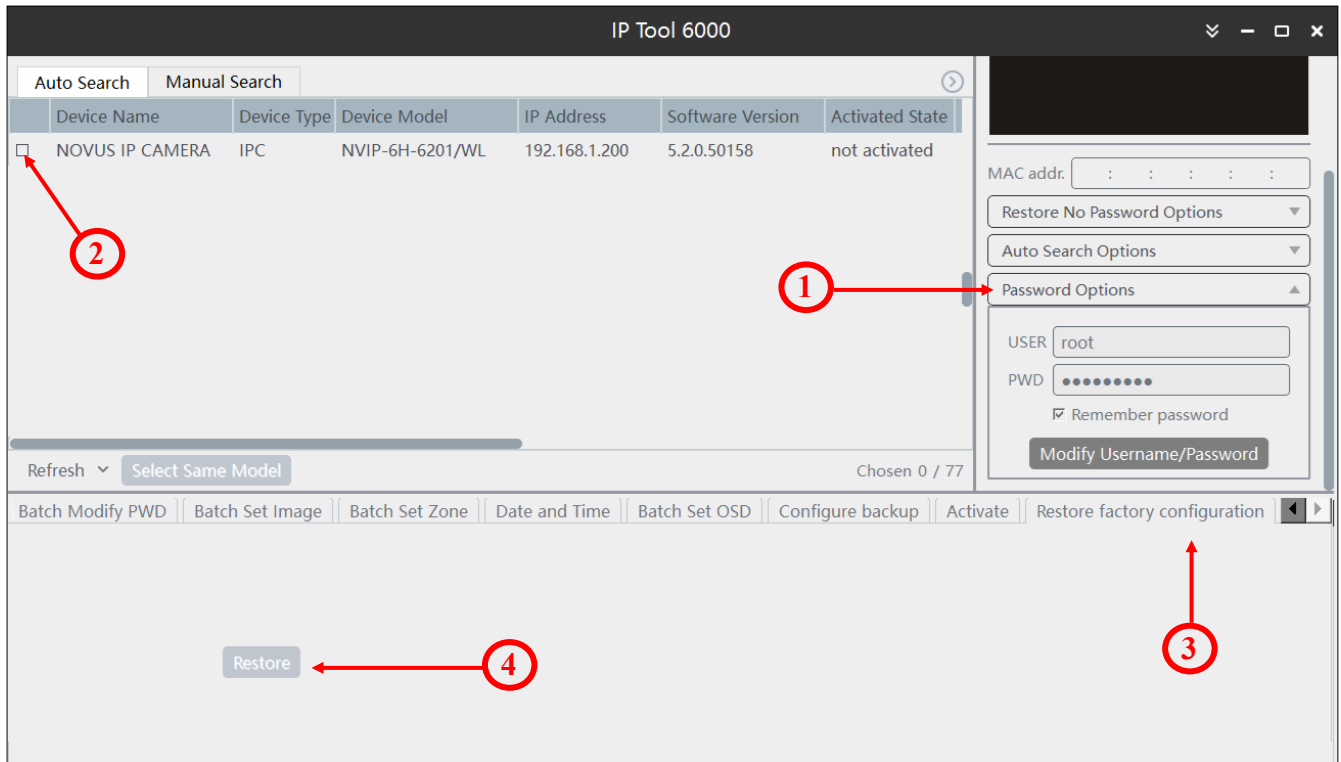 IP Tool 6000
Auto Search Manual Search
Device Name Device Type Device Model IP Address Software Version Activated State
NOVUS IP CAMERA IPC NVIP-6H-6201/WL 192.168.1.200 5.2.0.50158 not activated
2
1
Refresh Select Same Model Chosen 0 / 77
MAC addr. : : : : :
Restore No Password Options
Auto Search Options
Password Options
USER root
PWD ●●●●●●●●●
Remember password
Modify Username/Password
Batch Modify PWD Batch Set Image Batch Set Zone Date and Time Batch Set OSD Configure backup Activate Restore factory configuration
3
Restore
4